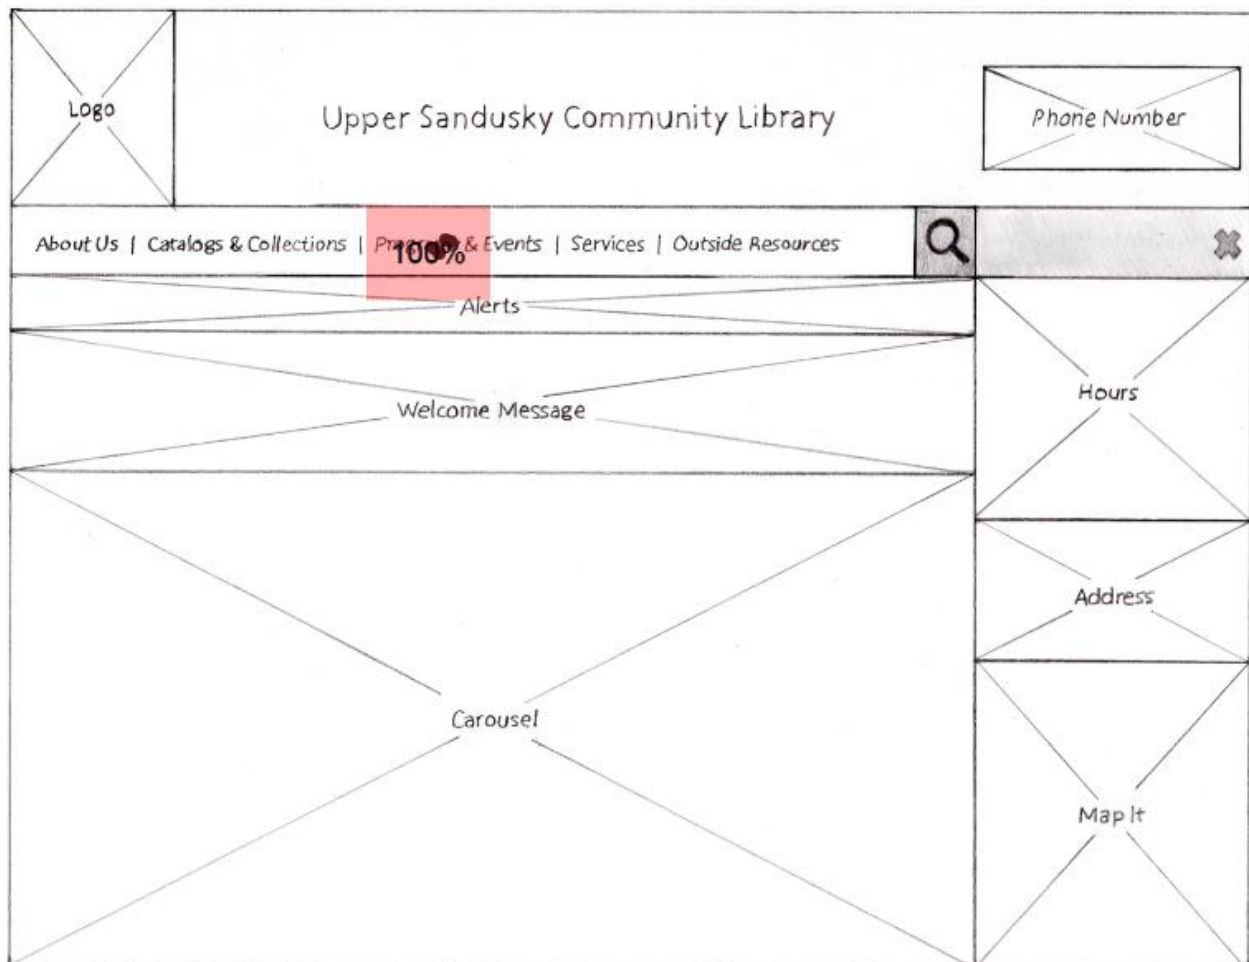 Logo
Upper Sandusky Community Library
Phone Number
About Us | Catalogs & Collections | & Events | Services | Outside Resources
100%
Alerts
Welcome Message
Hours
Address
Carousel
Map It